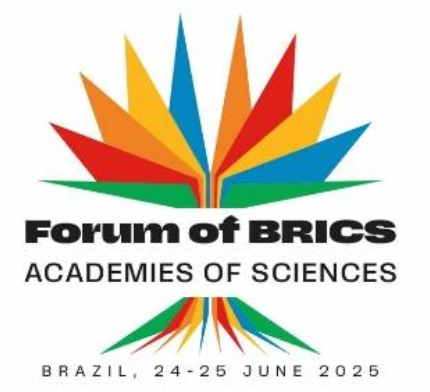 Forum of BRICS
ACADEMIES OF SCIENCES
BRAZIL, 24-25 JUNE 2025